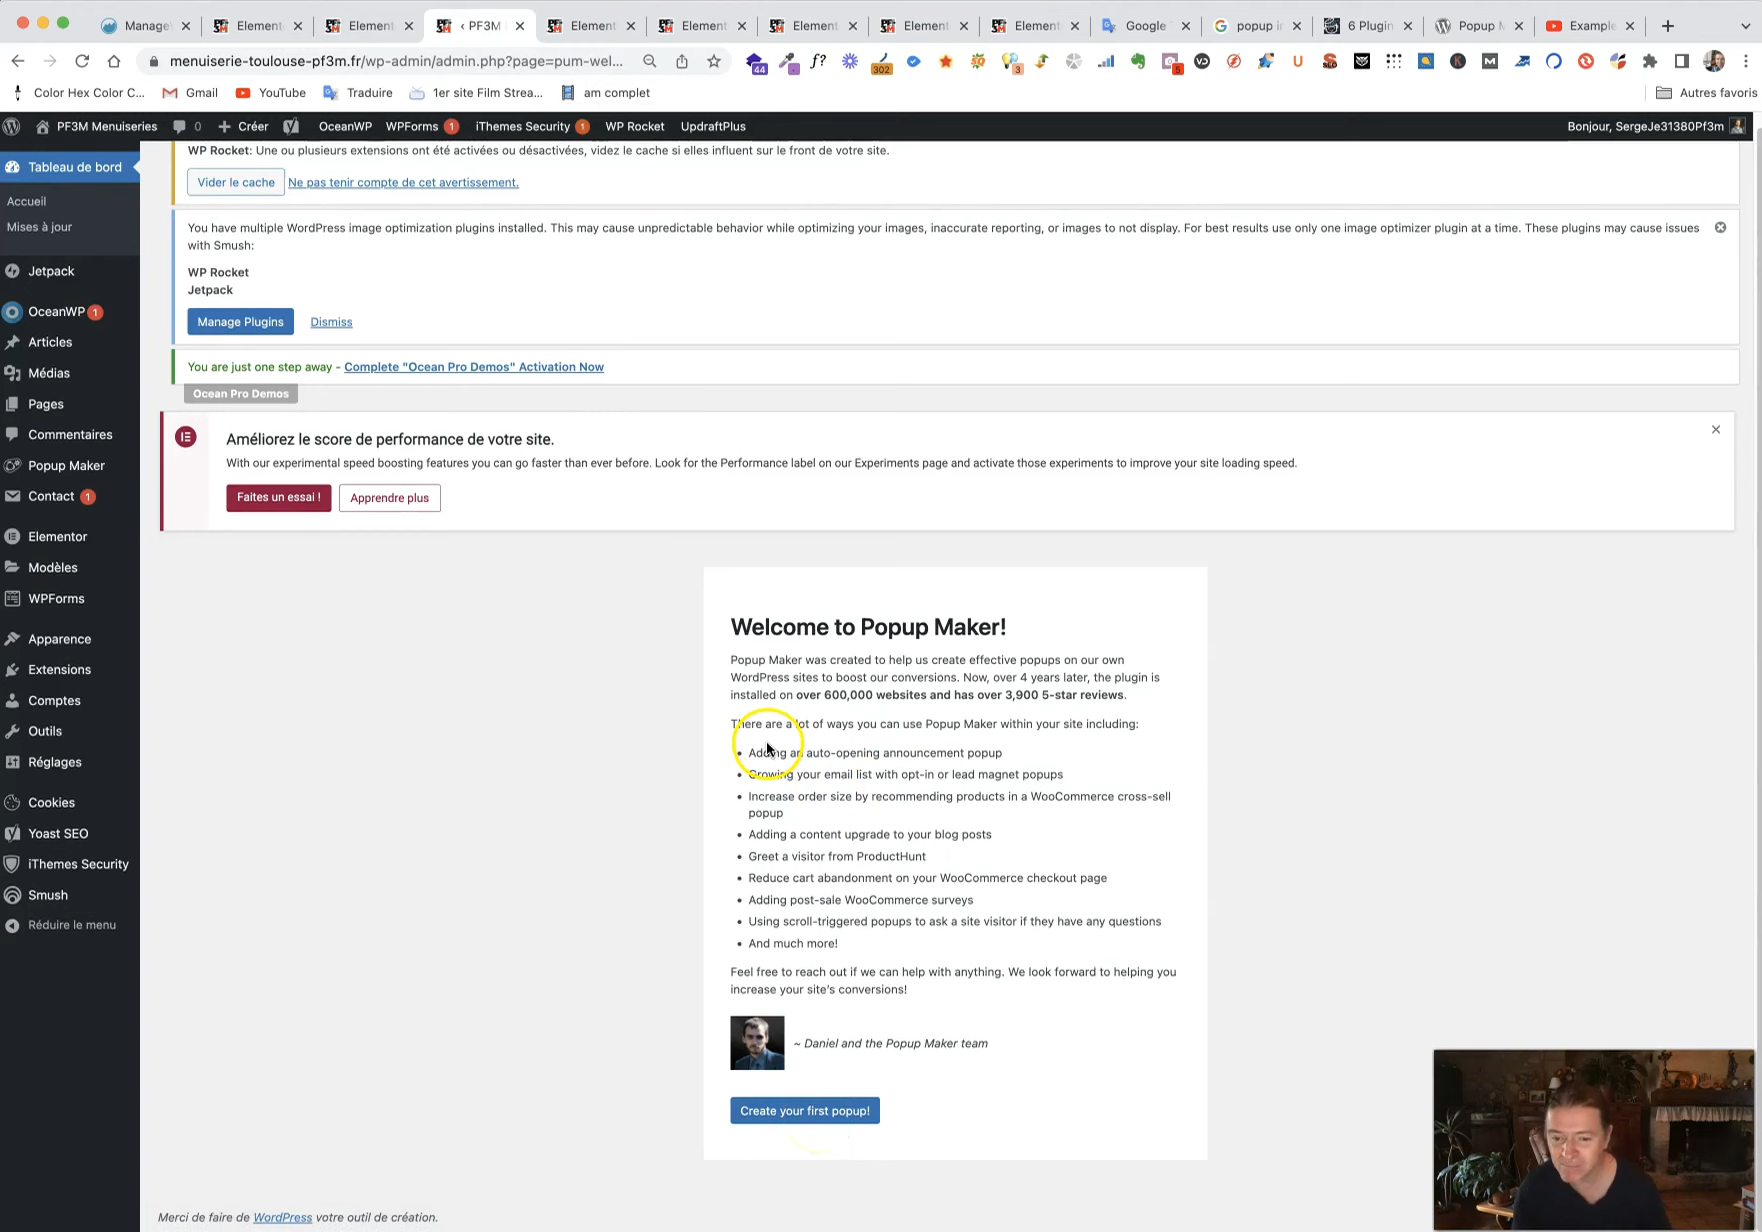 Manage
Element
Element
‹ PF3M
Element
Element
Element
Element
Element
Google
popup in
6 Plugin
Popup M
Example
menuiserie-toulouse-pf3m.fr/wp-admin/admin.php?page=pum-wel...
44
f?
302
3
5
Color Hex Color C...
Gmail
YouTube
Traduire
1er site Film Strea...
am complet
Autres favoris
PF3M Menuiseries
0
Créer
OceanWP
WPForms 1
iThemes Security 1
WP Rocket
UpdraftPlus
Bonjour, SergeJe31380Pf3m
Tableau de bord
Accueil
Mises à jour
Jetpack
OceanWP 1
Articles
Médias
Pages
Commentaires
Popup Maker
Contact 1
Elementor
Modèles
WPForms
Apparence
Extensions
Comptes
Outils
Réglages
Cookies
Yoast SEO
iThemes Security
Smush
Réduire le menu
WP Rocket: Une ou plusieurs extensions ont été activées ou désactivées, videz le cache si elles influent sur le front de votre site.
Vider le cache
Ne pas tenir compte de cet avertissement.
You have multiple WordPress image optimization plugins installed. This may cause unpredictable behavior while optimizing your images, inaccurate reporting, or images to not display. For best results use only one image optimizer plugin at a time. These plugins may cause issues
with Smush:
WP Rocket
Jetpack
Manage Plugins
Dismiss
You are just one step away - Complete "Ocean Pro Demos" Activation Now
Ocean Pro Demos
Améliorez le score de performance de votre site.
With our experimental speed boosting features you can go faster than ever before. Look for the Performance label on our Experiments page and activate those experiments to improve your site loading speed.
Faites un essai !
Apprendre plus
Welcome to Popup Maker!
Popup Maker was created to help us create effective popups on our own
WordPress sites to boost our conversions. Now, over 4 years later, the plugin is
installed on over 600,000 websites and has over 3,900 5-star reviews.
There are a lot of ways you can use Popup Maker within your site including:
• Adding an auto-opening announcement popup
• Growing your email list with opt-in or lead magnet popups
• Increase order size by recommending products in a WooCommerce cross-sell
popup
• Adding a content upgrade to your blog posts
• Greet a visitor from ProductHunt
• Reduce cart abandonment on your WooCommerce checkout page
• Adding post-sale WooCommerce surveys
• Using scroll-triggered popups to ask a site visitor if they have any questions
• And much more!
Feel free to reach out if we can help with anything. We look forward to helping you
increase your site's conversions!
~ Daniel and the Popup Maker team
Create your first popup!
Merci de faire de WordPress votre outil de création.